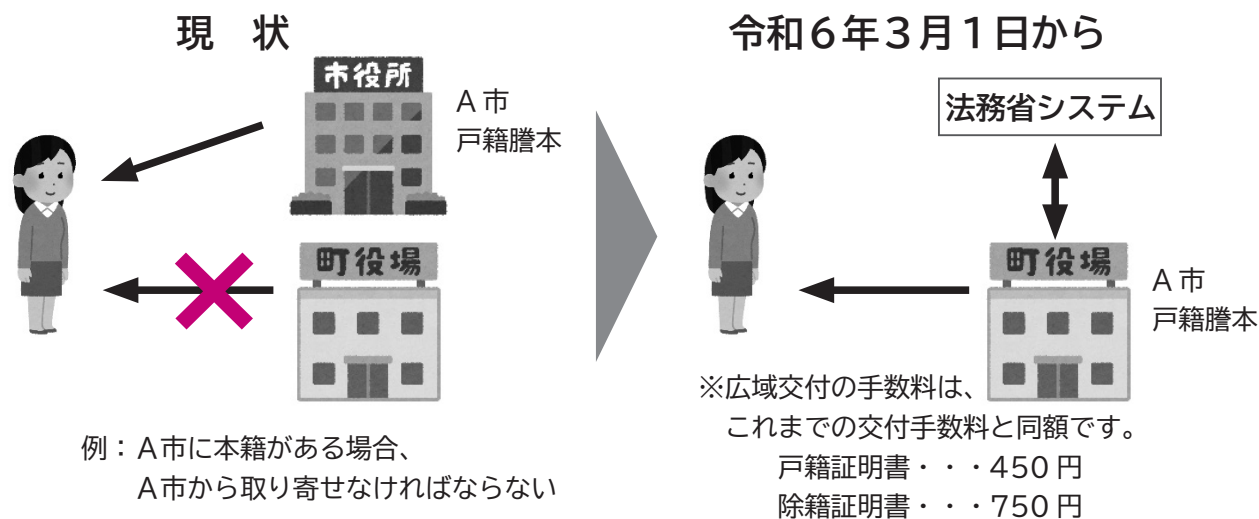 現　状
市役所
A市
戸籍謄本
町役場
例：A市に本籍がある場合、
A市から取り寄せなければならない
令和６年３月１日から
法務省システム
町役場
A市
戸籍謄本
※広域交付の手数料は、
これまでの交付手数料と同額です。
戸籍証明書・・・450円
除籍証明書・・・750円